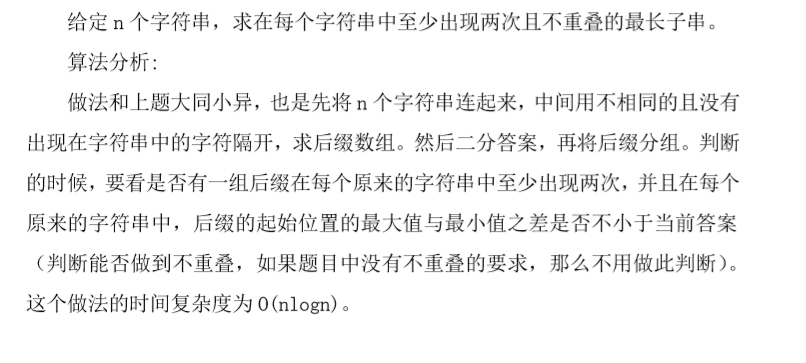 给定 n 个字符串，求在每个字符串中至少出现两次且不重叠的最长子串。
算法分析:
做法和上题大同小异，也是先将 n 个字符串连起来，中间用不相同的且没有
出现在字符串中的字符隔开，求后缀数组。然后二分答案，再将后缀分组。判断
的时候，要看是否有一组后缀在每个原来的字符串中至少出现两次，并且在每个
原来的字符串中，后缀的起始位置的最大值与最小值之差是否不小于当前答案
（判断能否做到不重叠，如果题目中没有不重叠的要求，那么不用做此判断）。
这个做法的时间复杂度为 O(nlogn)。